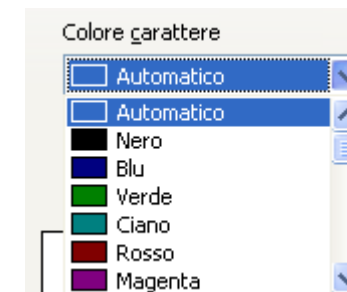 Colore carattere
Automatico
Automatico
Nero
Blu
Verde
Ciano
Rosso
Magenta